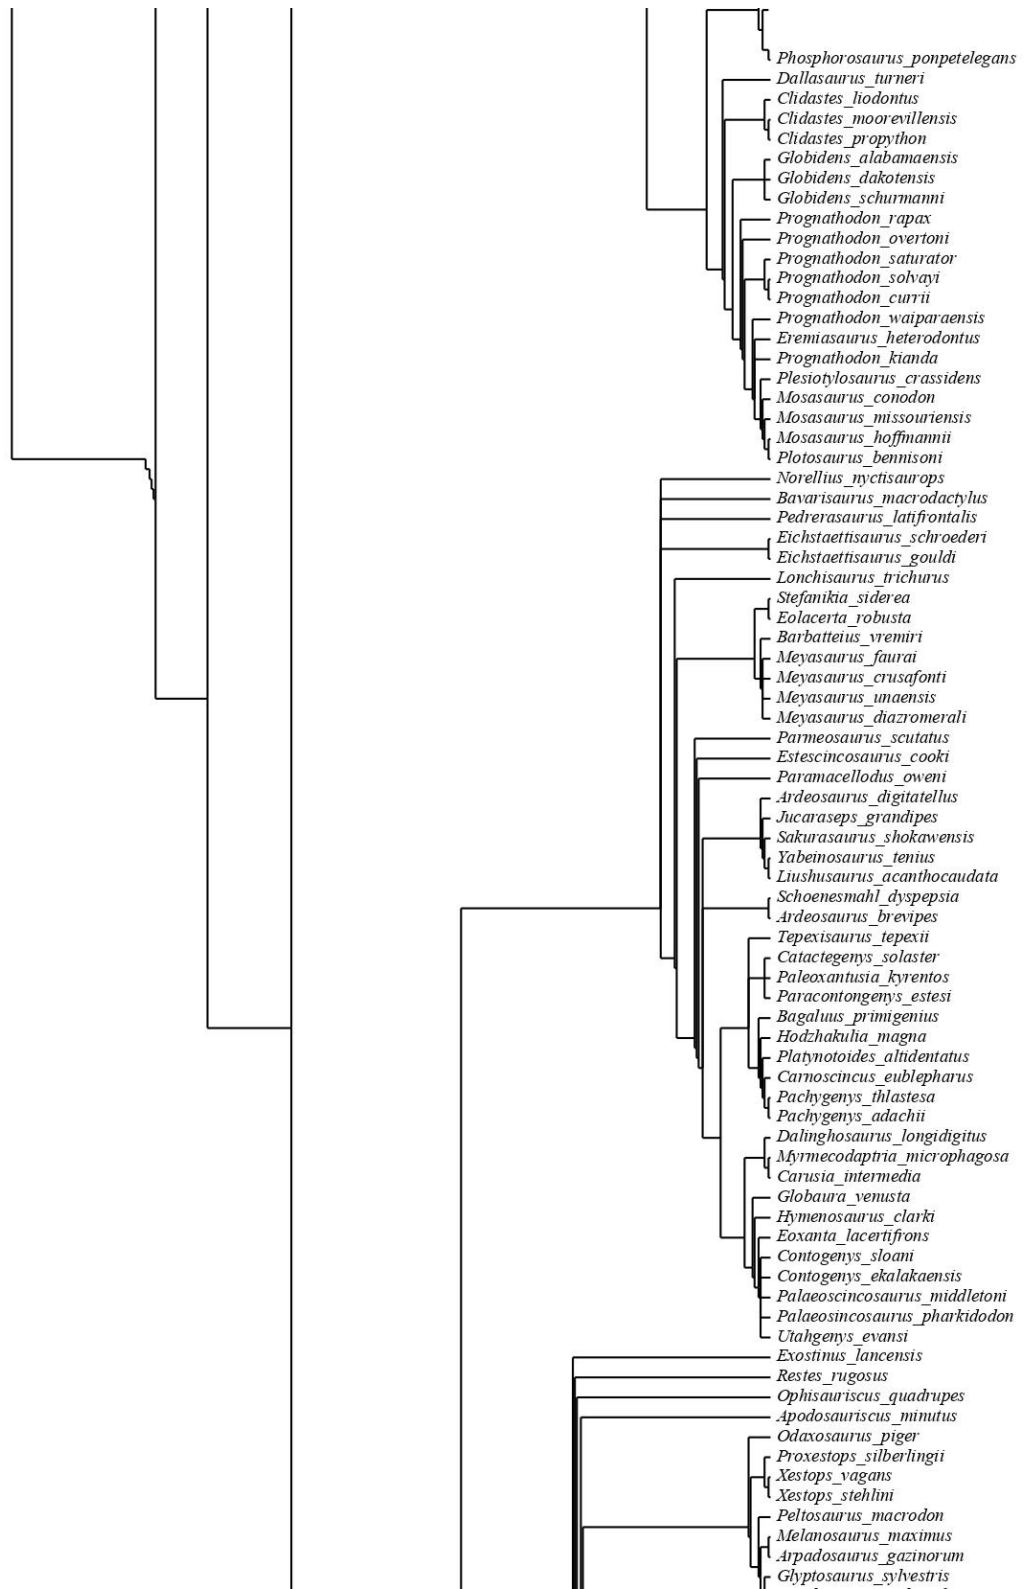 Phosphorosaurus_ponpetelegans
Dallasaurus_turneri
Clidastes_liodontus
Clidastes_moorevillensis
Clidastes_propython
Globidens_alabamaensis
Globidens_dakotensis
Globidens_schurmanni
Prognathodon_rapax
Prognathodon_overtoni
Prognathodon_saturator
Prognathodon_solvayi
Prognathodon_currii
Prognathodon_waiparaensis
Eremiasaurus_heterodontus
Prognathodon_kianda
Plesiotylosaurus_crassidens
Mosasaurus_conodon
Mosasaurus_missouriensis
Mosasaurus_hoffmannii
Plotosaurus_bennisoni
Norellius_nyctisaurops
Bavarisaurus_macrodactylus
Pedrerasaurus_latifrontalis
Eichstaettisaurus_schroederi
Eichstaettisaurus_gouldi
Lonchisaurus_trichurus
Stefanikia_siderea
Eolacerta_robusta
Barbatteius_vremiri
Meyasaurus_faurai
Meyasaurus_crusafonti
Meyasaurus_unaensis
Meyasaurus_diazromerali
Parmeosaurus_scutatus
Estescincosaurus_cooki
Paramacellodus_oweni
Ardeosaurus_digitatellus
Jucaraseps_grandipes
Sakurasaurus_shokawensis
Yabeinosaurus_tenius
Liushusaurus_acanthocaudata
Schoenesmahl_dyspepsia
Ardeosaurus_brevipes
Tepexisaurus_tepexii
Catactegenys_solaster
Paleoxantusia_kyrentos
Paracontongenys_estesi
Bagaluus_primigenius
Hodzhakulia_magna
Platynotoides_altidentatus
Carnoscincus_eublepharus
Pachygenys_thlastesa
Pachygenys_adachii
Dalinghosaurus_longidigitus
Myrmecodaptria_microphagosa
Carusia_intermedia
Globaura_venusta
Hymenosaurus_clarki
Eoxanta_lacertifrons
Contogenys_sloani
Contogenys_ekalakaensis
Palaeoscincosaurus_middletoni
Palaeosincosaurus_pharkidodon
Utahgenys_evansi
Exostinus_lancensis
Restes_rugosus
Ophisauriscus_quadrupes
Apodosauriscus_minutus
Odaxosaurus_piger
Proxestops_silberlingii
Xestops_vagans
Xestops_stehlini
Peltosaurus_macrodon
Melanosaurus_maximus
Arpadosaurus_gazinorum
Glyptosaurus_sylvestris